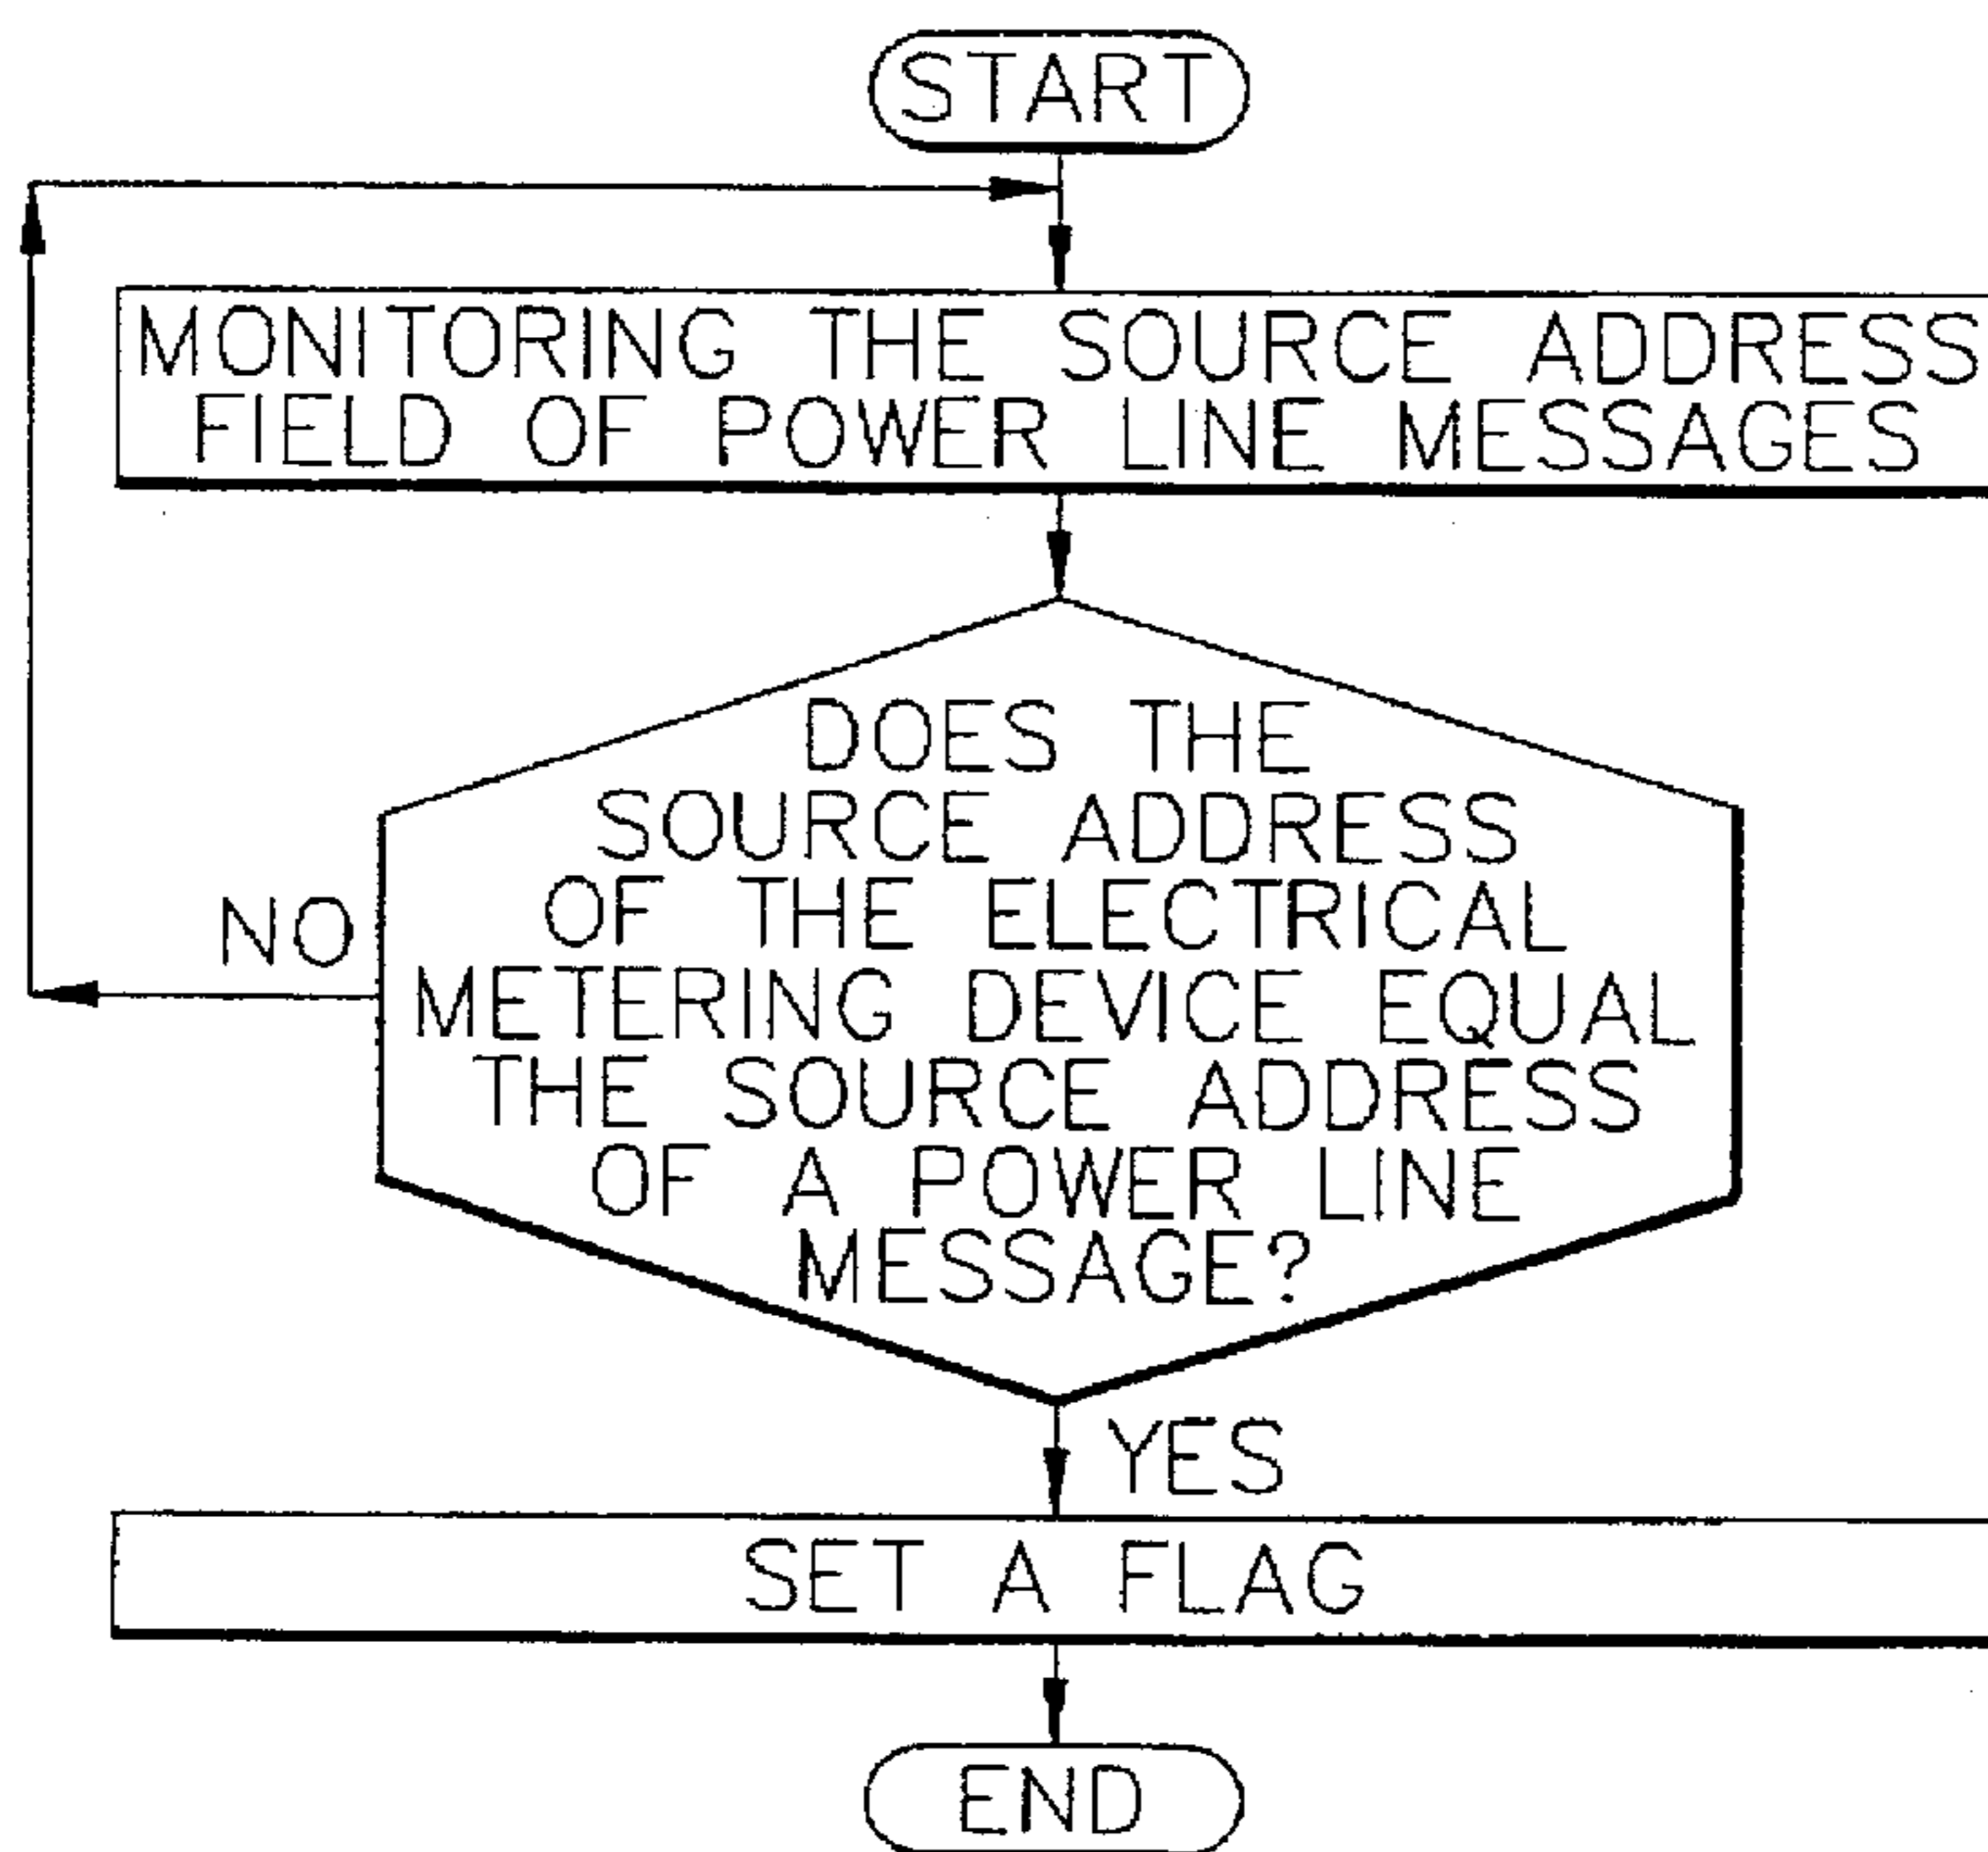 START
MONITORING THE SOURCE ADDRESS
FIELD OF POWER LINE MESSAGES
DOES THE
SOURCE ADDRESS
OF THE ELECTRICAL
METERING DEVICE EQUAL
THE SOURCE ADDRESS
OF A POWER LINE
MESSAGE?
NO
YES
SET A FLAG
END